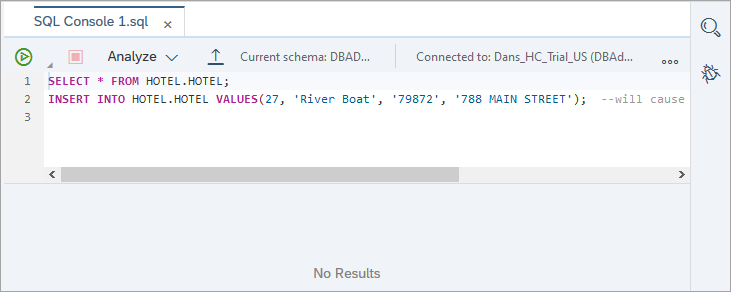 SQL Console 1.sql ×
Analyze Current schema: DBAD... Connected to: Dans_HC_Trial_US (DBAd... ...
1 SELECT * FROM HOTEL.HOTEL;
2 INSERT INTO HOTEL.HOTEL VALUES(27, 'River Boat', '79872', '788 MAIN STREET');  --will cause
3
No Results